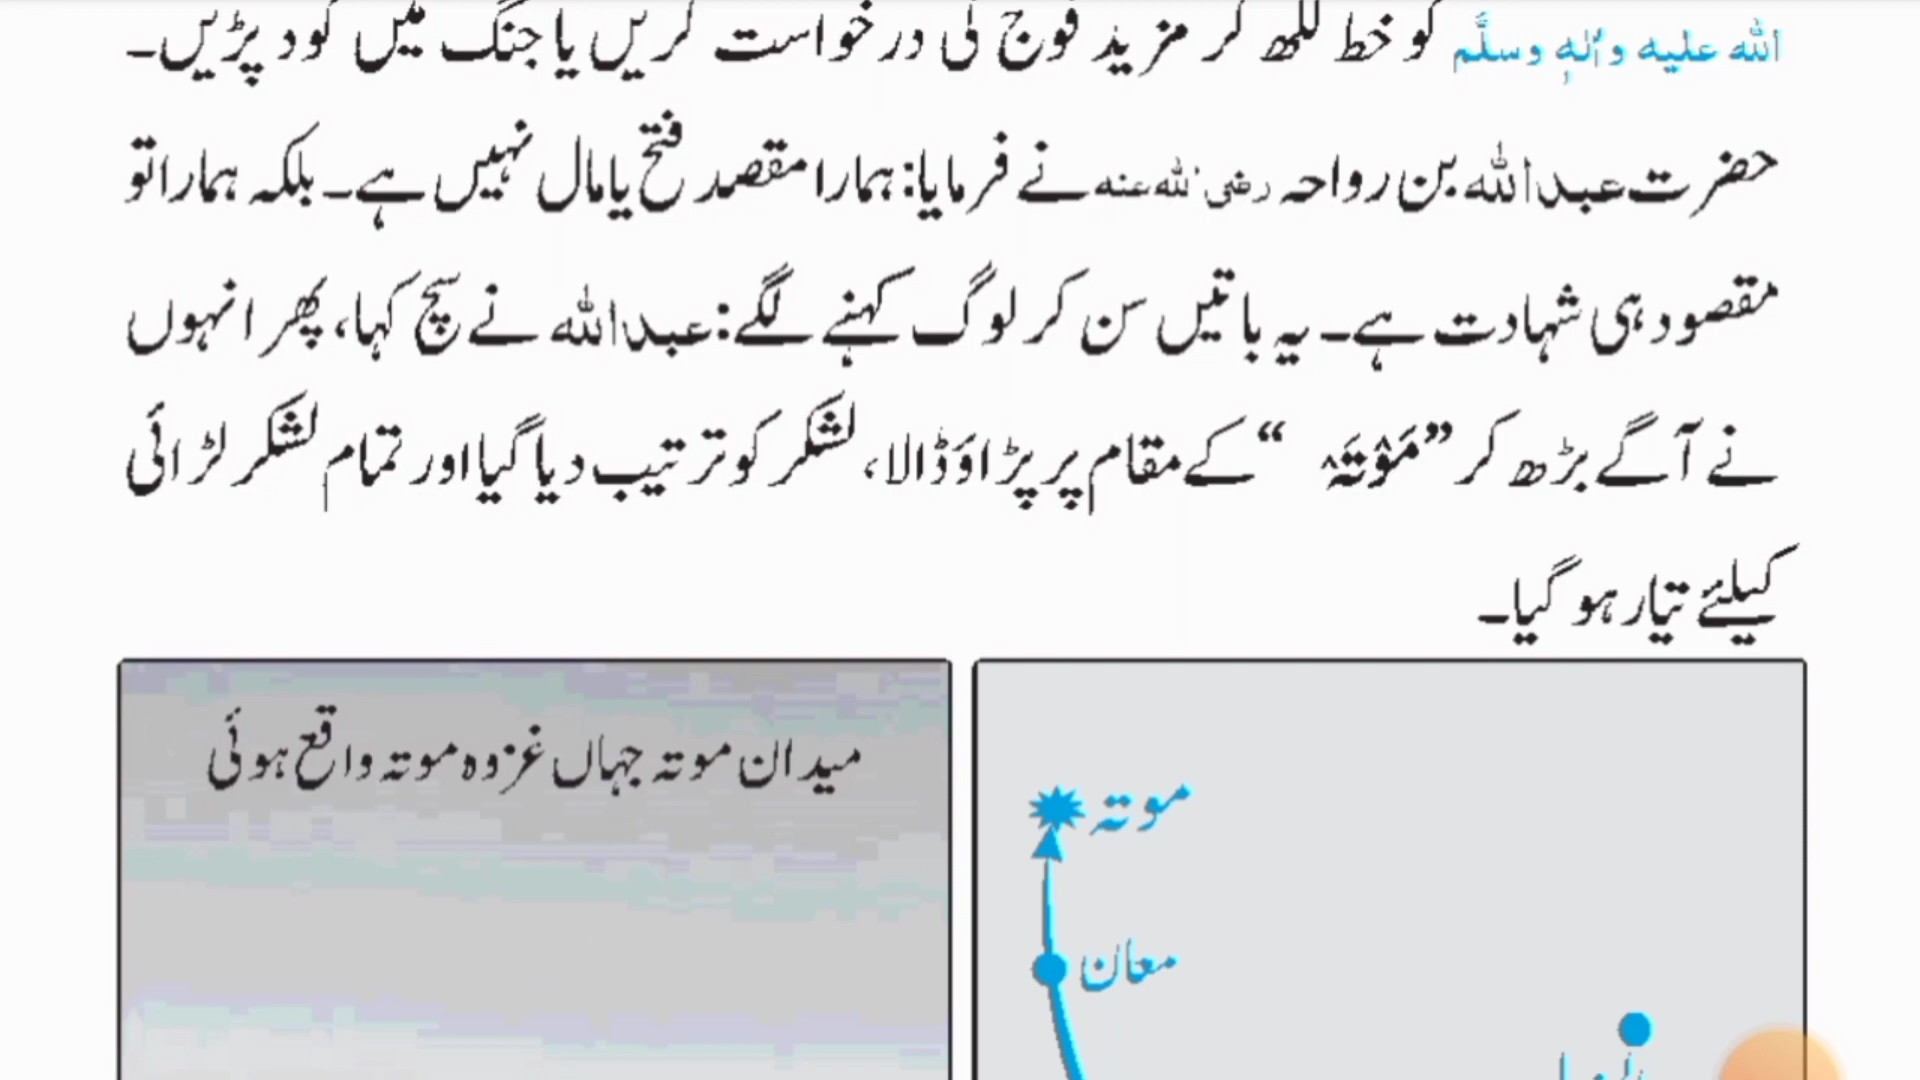 الله علیه واٰلہٖ وسلَّم کو خط لکھ کر مزید فوج کی درخواست کریں یا جنگ میں کود پڑیں۔
حضرت عبداللہ بن رواحہ رضی اللہ عنہ نے فرمایا: ہمارا مقصد فتح یا مال نہیں ہے۔ بلکہ ہمارا تو
مقصود ہی شہادت ہے۔ یہ باتیں سن کر لوگ کہنے لگے: عبداللہ نے سچ کہا، پھر انہوں
نے آگے بڑھ کر ”مَؤْتَہ“ کے مقام پر پڑاؤ ڈالا، لشکر کو ترتیب دیا گیا اور تمام لشکر لڑائی
کیلئے تیار ہو گیا۔
میدان موتہ جہاں غزوہ موتہ واقع ہوئی
موتہ
معان